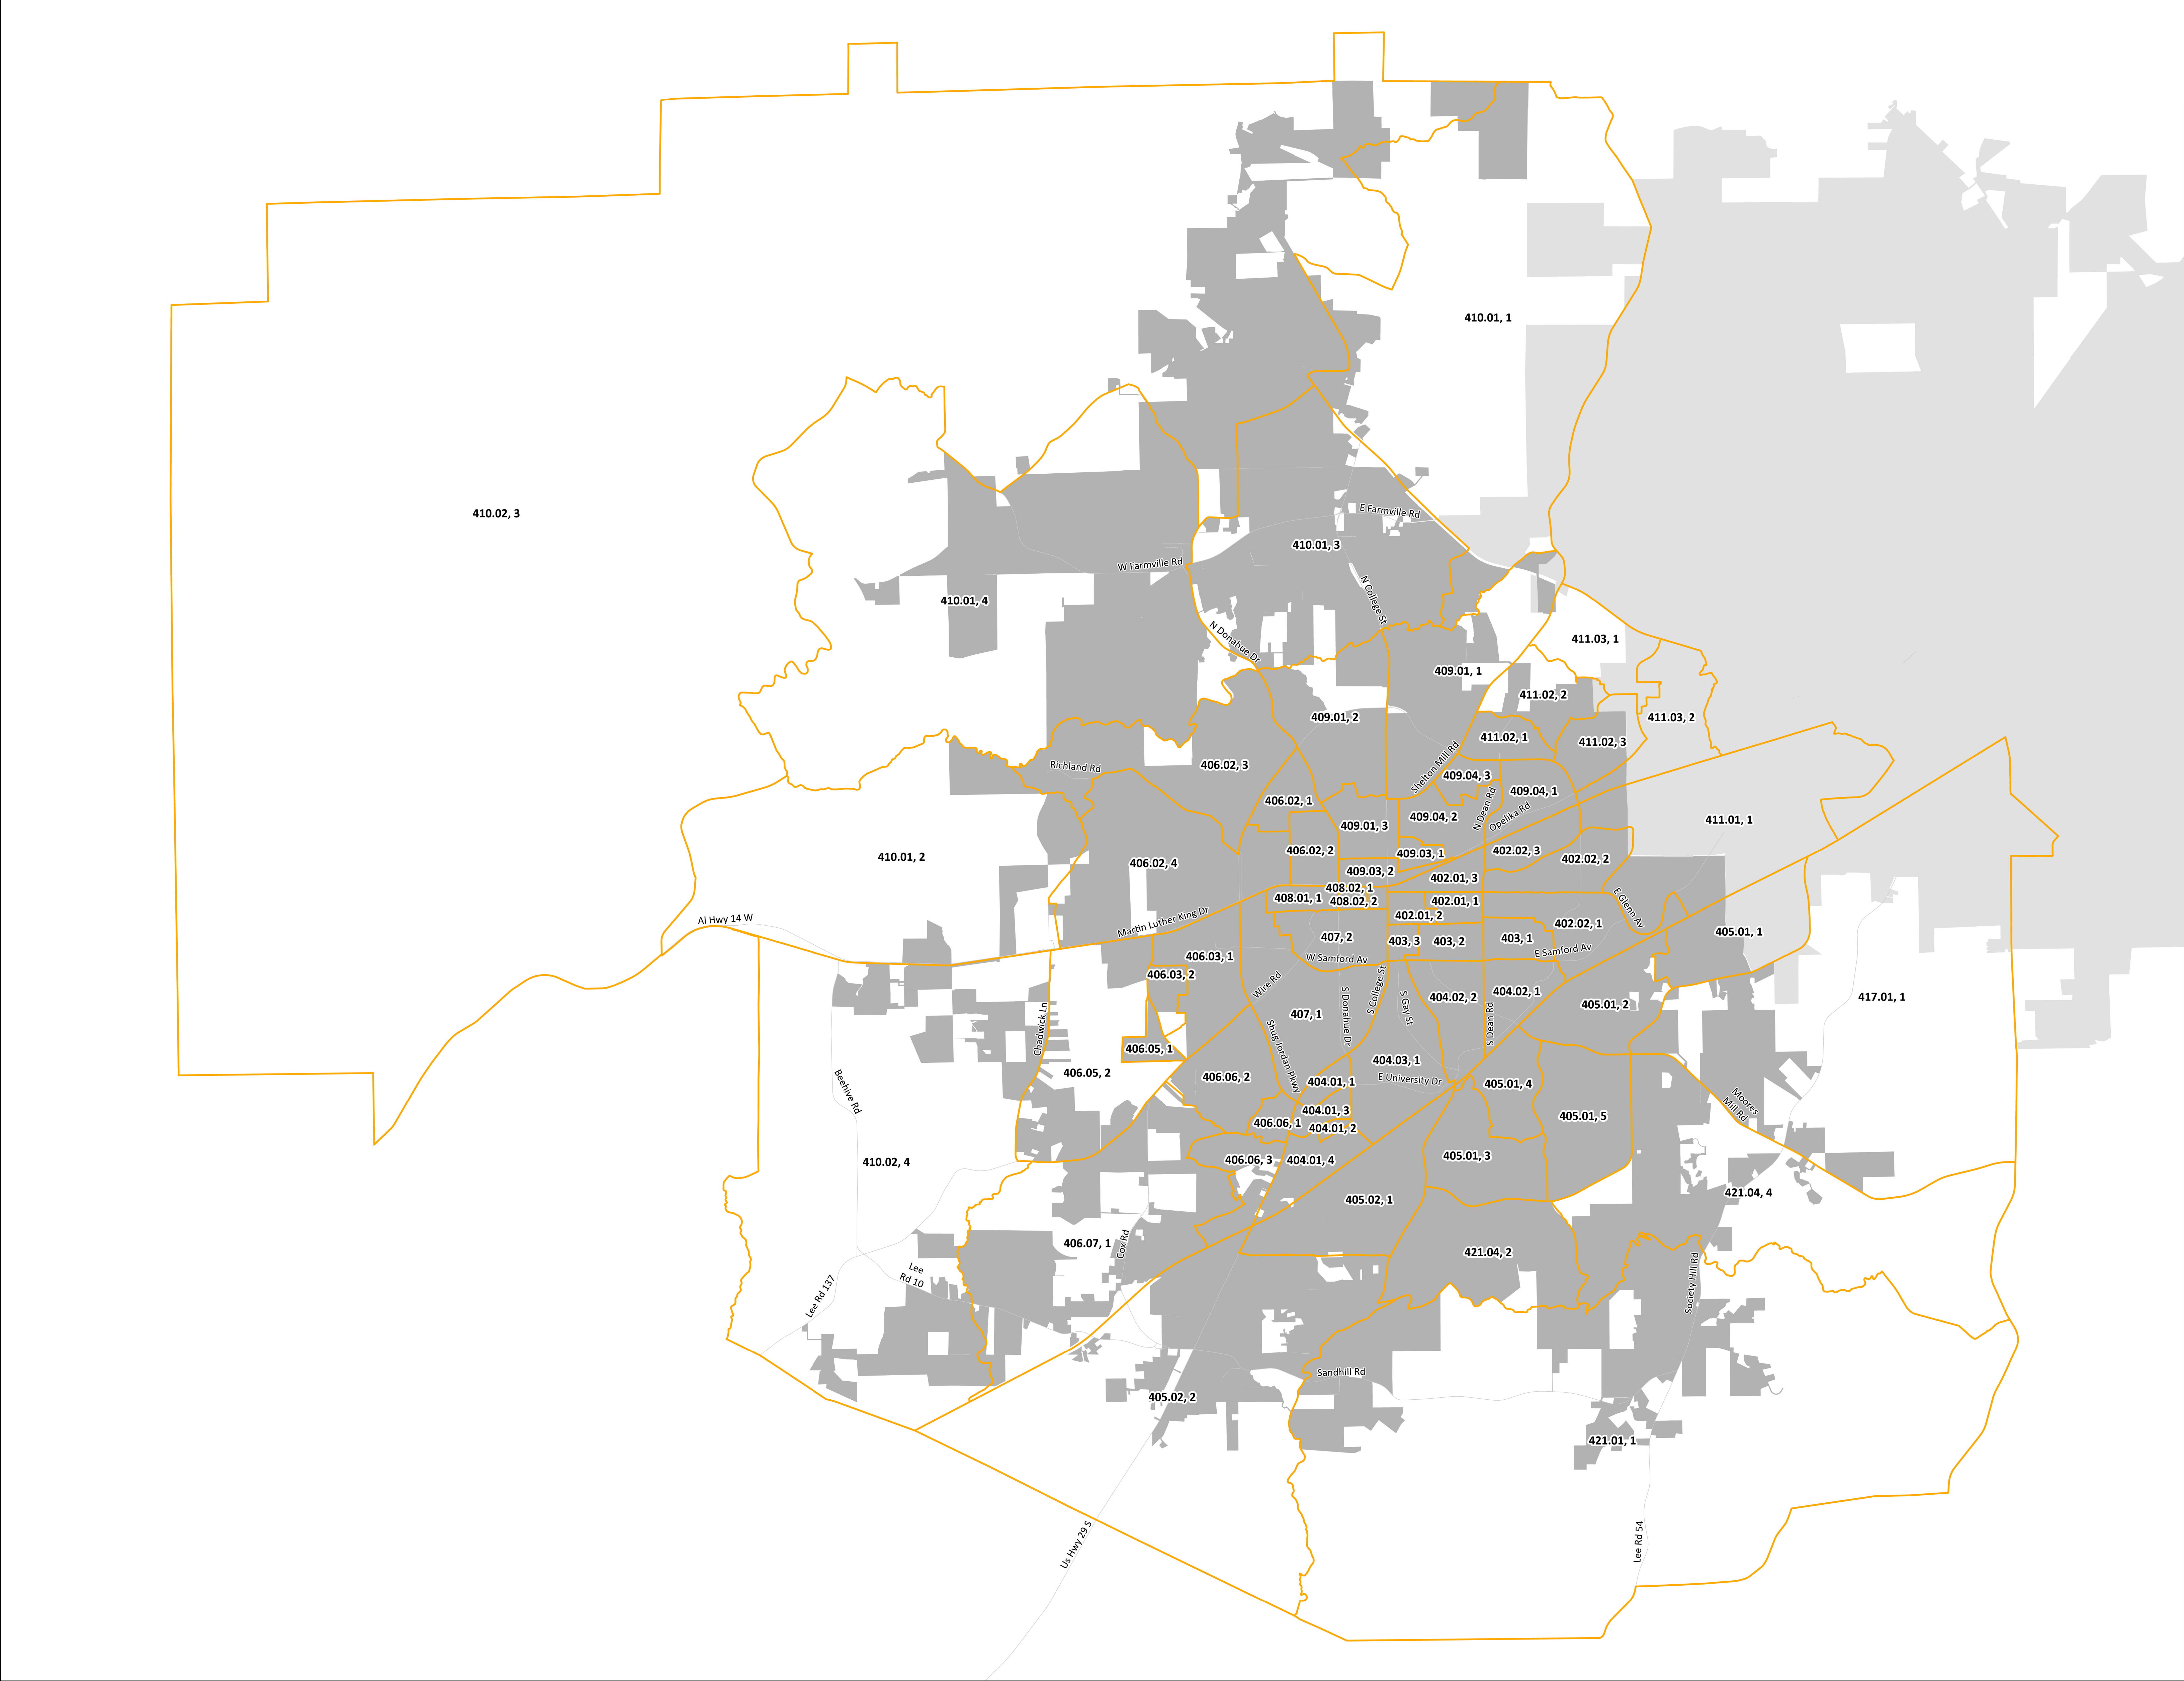 410.01, 1
410.02, 3
E Farmville Rd
410.01, 3
W Farmville Rd
N College St
410.01, 4
N Donahue Dr
411.03, 1
409.01, 1
411.02, 2
409.01, 2
411.03, 2
411.02, 1
411.02, 3
Shelton Mill Rd
Richland Rd
406.02, 3
409.04, 3
409.04, 1
406.02, 1
N Dean Rd
Opelika Rd
409.04, 2
411.01, 1
409.01, 3
406.02, 2
409.03, 1
402.02, 3
402.02, 2
410.01, 2
406.02, 4
409.03, 2
402.01, 3
408.02, 1
408.01, 1
408.02, 2
402.01, 1
E Glenn Av
402.01, 2
Al Hwy 14 W
Martin Luther King Dr
402.02, 1
405.01, 1
407, 2
403, 3
403, 2
403, 1
E Samford Av
406.03, 1
W Samford Av
406.03, 2
Wire Rd
S College St
404.02, 2
404.02, 1
417.01, 1
405.01, 2
S Gay St
S Donahue Dr
407, 1
S Dean Rd
Chadwick Ln
406.05, 1
Shug Jordan Pkwy
404.03, 1
406.05, 2
406.06, 2
404.01, 1
E University Dr
405.01, 4
Beehive Rd
Moores
Mill Rd
404.01, 3
405.01, 5
406.06, 1
404.01, 2
410.02, 4
406.06, 3
404.01, 4
405.01, 3
421.04, 4
405.02, 1
406.07, 1
Cox Rd
421.04, 2
Lee
Rd 10
Lee Rd 137
Society Hill Rd
Sandhill Rd
405.02, 2
421.01, 1
Us Hwy 29 S
Lee Rd 54